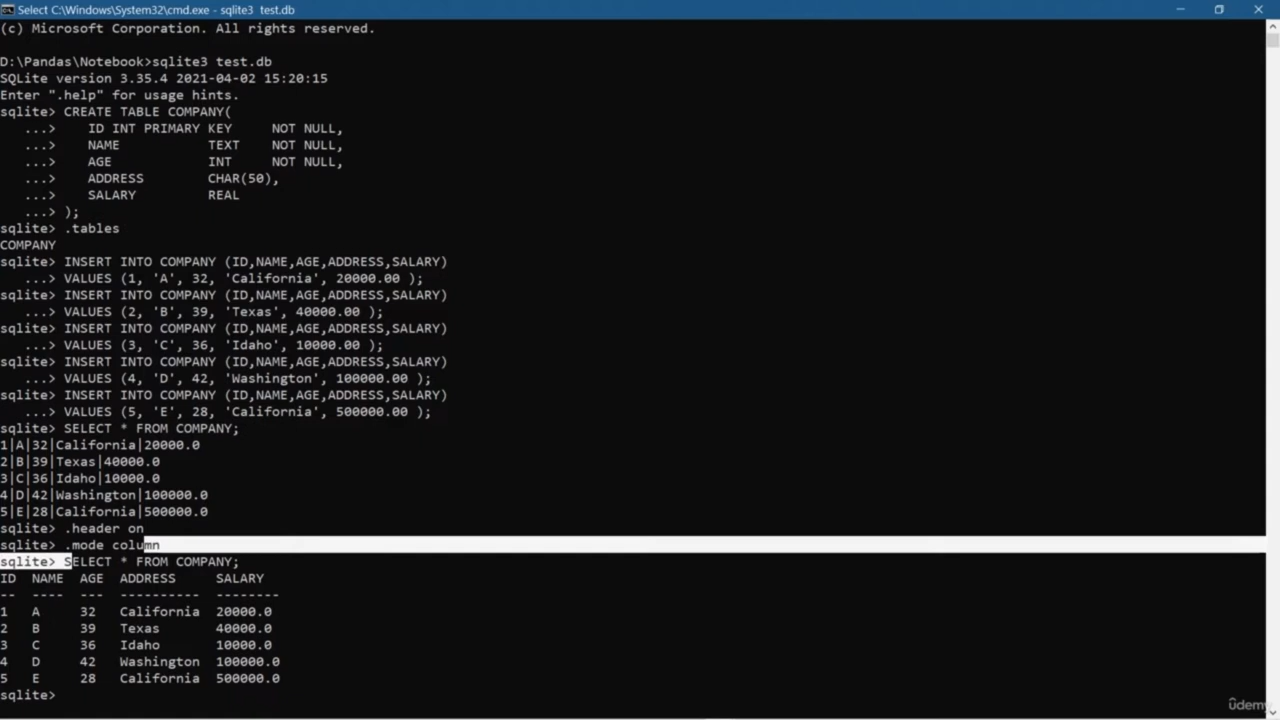 Select C:\Windows\System32\cmd.exe - sqlite3  test.db
(c) Microsoft Corporation. All rights reserved.
D:\Pandas\Notebook>sqlite3 test.db
SQLite version 3.35.4 2021-04-02 15:20:15
Enter ".help" for usage hints.
sqlite> CREATE TABLE COMPANY(
   ...>    ID INT PRIMARY KEY     NOT NULL,
   ...>    NAME           TEXT    NOT NULL,
   ...>    AGE            INT     NOT NULL,
   ...>    ADDRESS        CHAR(50),
   ...>    SALARY         REAL
   ...> );
sqlite> .tables
COMPANY
sqlite> INSERT INTO COMPANY (ID,NAME,AGE,ADDRESS,SALARY)
   ...> VALUES (1, 'A', 32, 'California', 20000.00 );
sqlite> INSERT INTO COMPANY (ID,NAME,AGE,ADDRESS,SALARY)
   ...> VALUES (2, 'B', 39, 'Texas', 40000.00 );
sqlite> INSERT INTO COMPANY (ID,NAME,AGE,ADDRESS,SALARY)
   ...> VALUES (3, 'C', 36, 'Idaho', 10000.00 );
sqlite> INSERT INTO COMPANY (ID,NAME,AGE,ADDRESS,SALARY)
   ...> VALUES (4, 'D', 42, 'Washington', 100000.00 );
sqlite> INSERT INTO COMPANY (ID,NAME,AGE,ADDRESS,SALARY)
   ...> VALUES (5, 'E', 28, 'California', 500000.00 );
sqlite> SELECT * FROM COMPANY;
1|A|32|California|20000.0
2|B|39|Texas|40000.0
3|C|36|Idaho|10000.0
4|D|42|Washington|100000.0
5|E|28|California|500000.0
sqlite> .header on
sqlite> .mode column
sqlite> SELECT * FROM COMPANY;
ID  NAME  AGE  ADDRESS     SALARY
--  ----  ---  ----------  --------
1   A     32   California  20000.0
2   B     39   Texas       40000.0
3   C     36   Idaho       10000.0
4   D     42   Washington  100000.0
5   E     28   California  500000.0
sqlite>
ûdemy